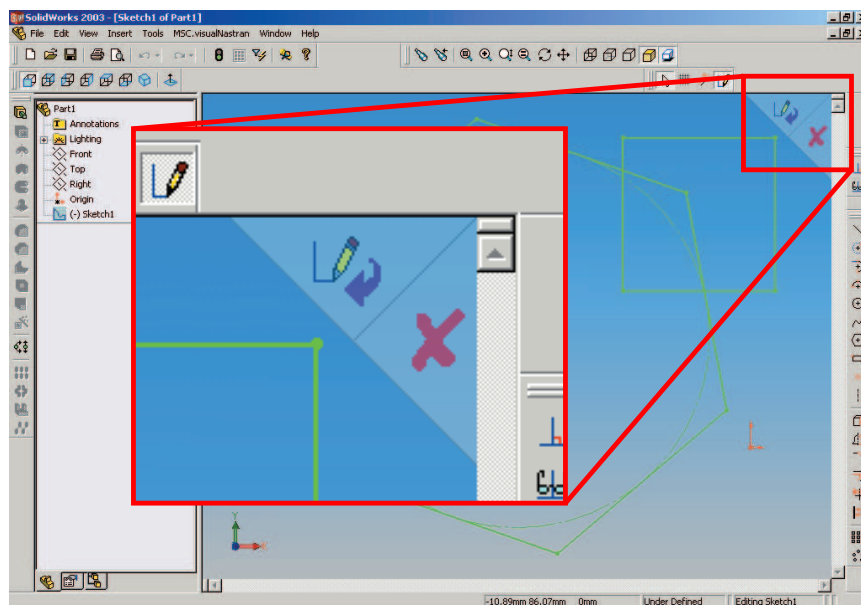 SolidWorks 2003 - [Sketch1 of Part1]
File Edit View Insert Tools MSC.visualNastran Window Help
Part1
Annotations
Lighting
Front
Top
Right
Origin
(-) Sketch1
Y
X
-10.89mm 86.07mm 0mm Under Defined Editing Sketch1